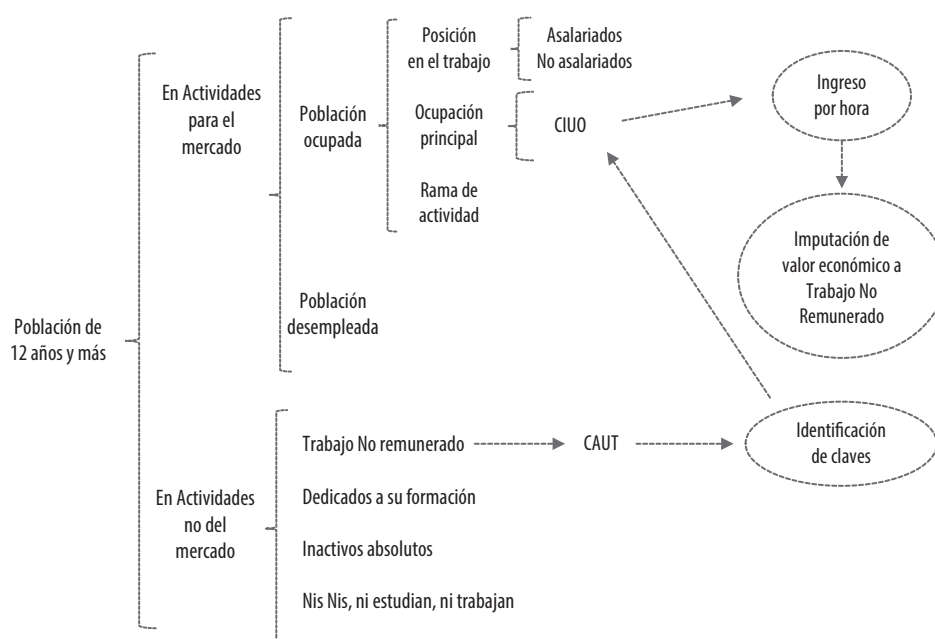 Población de
12 años y más
En Actividades
para el
mercado
Población
ocupada
Posición
en el trabajo
Asalariados
No asalariados
Ocupación
principal
CIUO
Rama de
actividad
Población
desempleada
Ingreso
por hora
Imputación de
valor económico a
Trabajo No
Remunerado
En Actividades
no del
mercado
Trabajo No remunerado
CAUT
Identificación
de claves
Dedicados a su formación
Inactivos absolutos
Nis Nis, ni estudian, ni trabajan